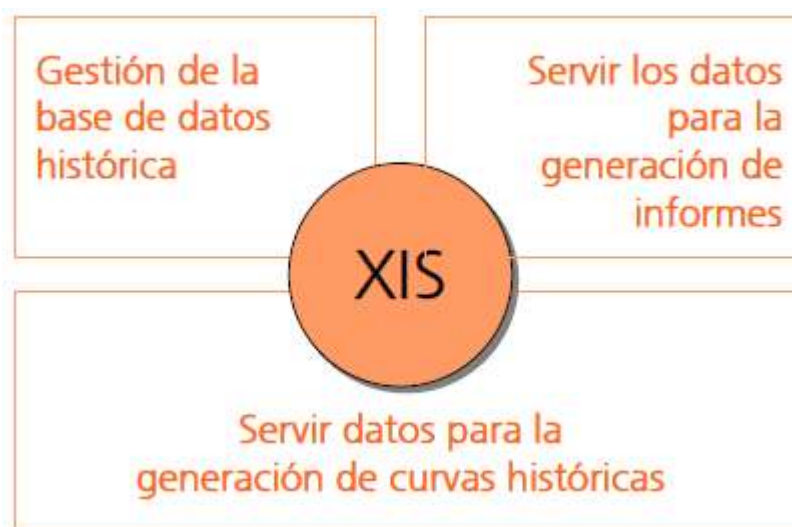 Gestión de la
base de datos
histórica
Servir los datos
para la
generación de
informes
XIS
Servir datos para la
generación de curvas históricas